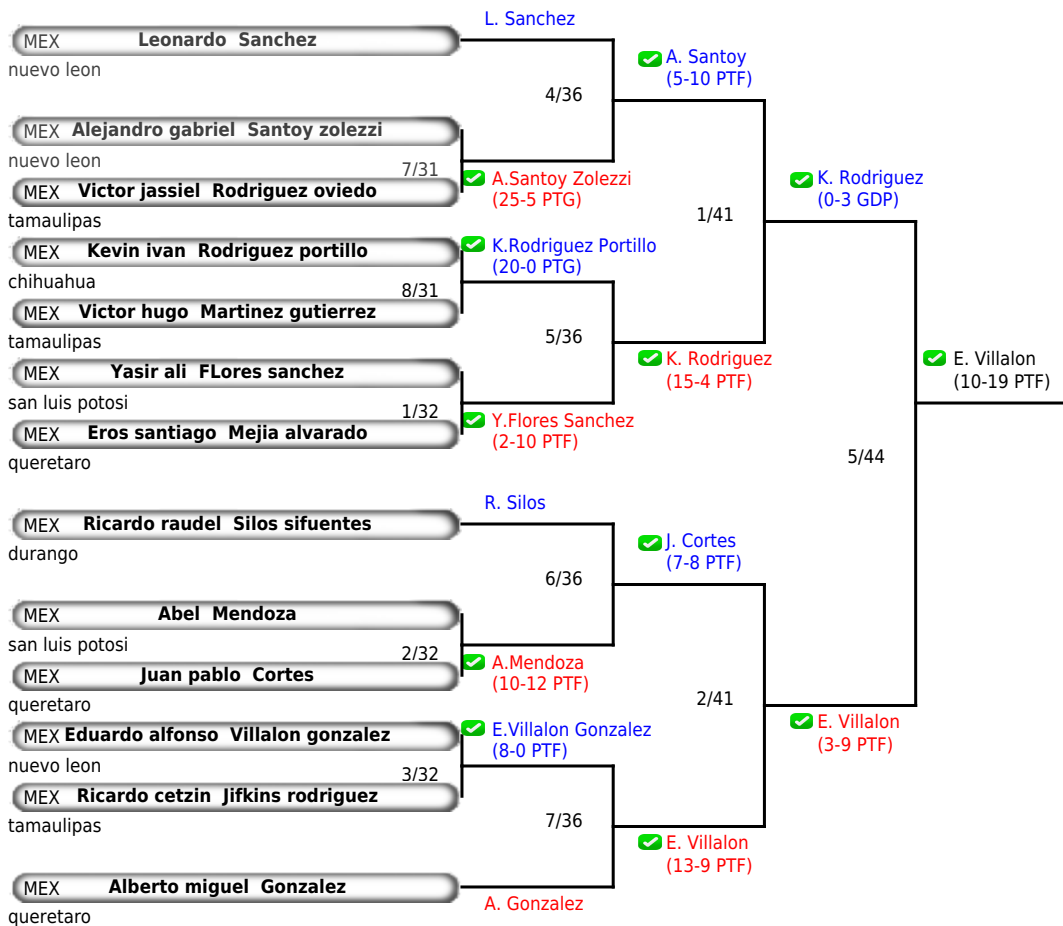 L. Sanchez
MEX Leonardo Sanchez
nuevo leon
4/36
A. Santoy
(5-10 PTF)
MEX Alejandro gabriel Santoy zolezzi
nuevo leon
7/31
MEX Victor jassiel Rodriguez oviedo
tamaulipas
A.Santoy Zolezzi
(25-5 PTG)
1/41
K. Rodriguez
(0-3 GDP)
MEX Kevin ivan Rodriguez portillo
chihuahua
8/31
K.Rodriguez Portillo
(20-0 PTG)
MEX Victor hugo Martinez gutierrez
tamaulipas
5/36
K. Rodriguez
(15-4 PTF)
MEX Yasir ali FLores sanchez
san luis potosi
1/32
MEX Eros santiago Mejia alvarado
queretaro
Y.Flores Sanchez
(2-10 PTF)
E. Villalon
(10-19 PTF)
5/44
R. Silos
MEX Ricardo raudel Silos sifuentes
durango
6/36
J. Cortes
(7-8 PTF)
MEX Abel Mendoza
san luis potosi
2/32
MEX Juan pablo Cortes
queretaro
A.Mendoza
(10-12 PTF)
2/41
E. Villalon
(3-9 PTF)
MEX Eduardo alfonso Villalon gonzalez
nuevo leon
3/32
E.Villalon Gonzalez
(8-0 PTF)
MEX Ricardo cetzin Jifkins rodriguez
tamaulipas
7/36
E. Villalon
(13-9 PTF)
MEX Alberto miguel Gonzalez
queretaro
A. Gonzalez